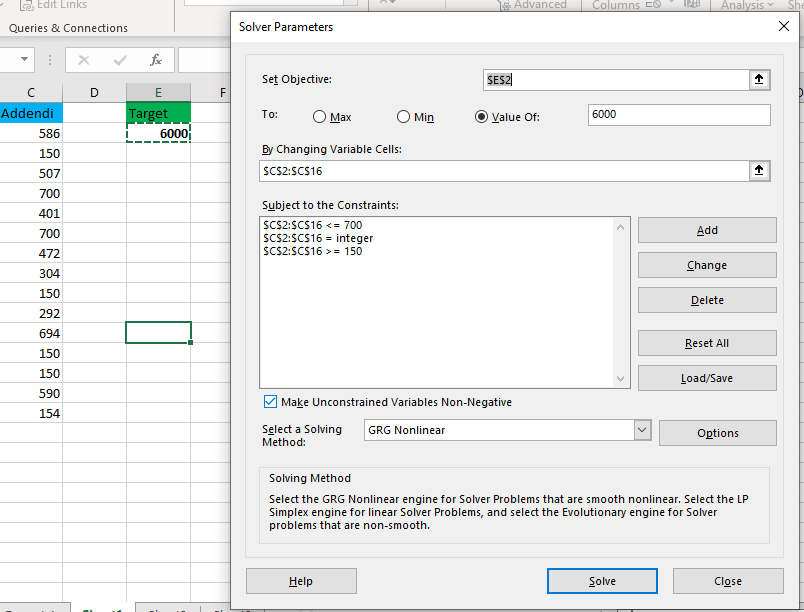 Edit Links
Queries & Connections
Advanced
Columns
Analysis
fx
C D E F
Addendi Target
586 6000
150
507
700
401
700
472
304
150
292
694
150
150
590
154
Solver Parameters
Set Objective: $E$2
To: Max Min Value Of: 6000
By Changing Variable Cells:
$C$2:$C$16
Subject to the Constraints:
$C$2:$C$16 <= 700
$C$2:$C$16 = integer
$C$2:$C$16 >= 150
Add
Change
Delete
Reset All
Load/Save
Make Unconstrained Variables Non-Negative
Select a Solving
Method:
GRG Nonlinear
Options
Solving Method
Select the GRG Nonlinear engine for Solver Problems that are smooth nonlinear. Select the LP
Simplex engine for linear Solver Problems, and select the Evolutionary engine for Solver
problems that are non-smooth.
Help Solve Close